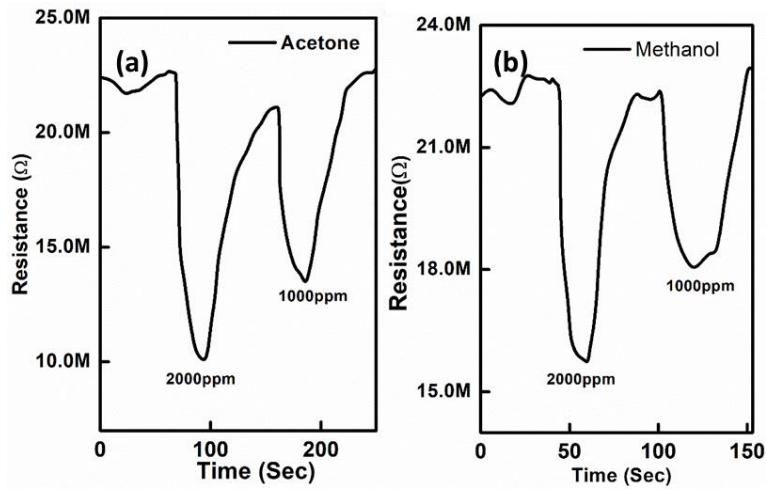 (a)
Acetone
25.0M
20.0M
15.0M
10.0M
Resistance (Ω)
1000ppm
2000ppm
0
100
200
Time (Sec)
(b)
Methanol
24.0M
21.0M
18.0M
15.0M
Resistance(Ω)
1000ppm
2000ppm
0
50
100
150
Time (Sec)